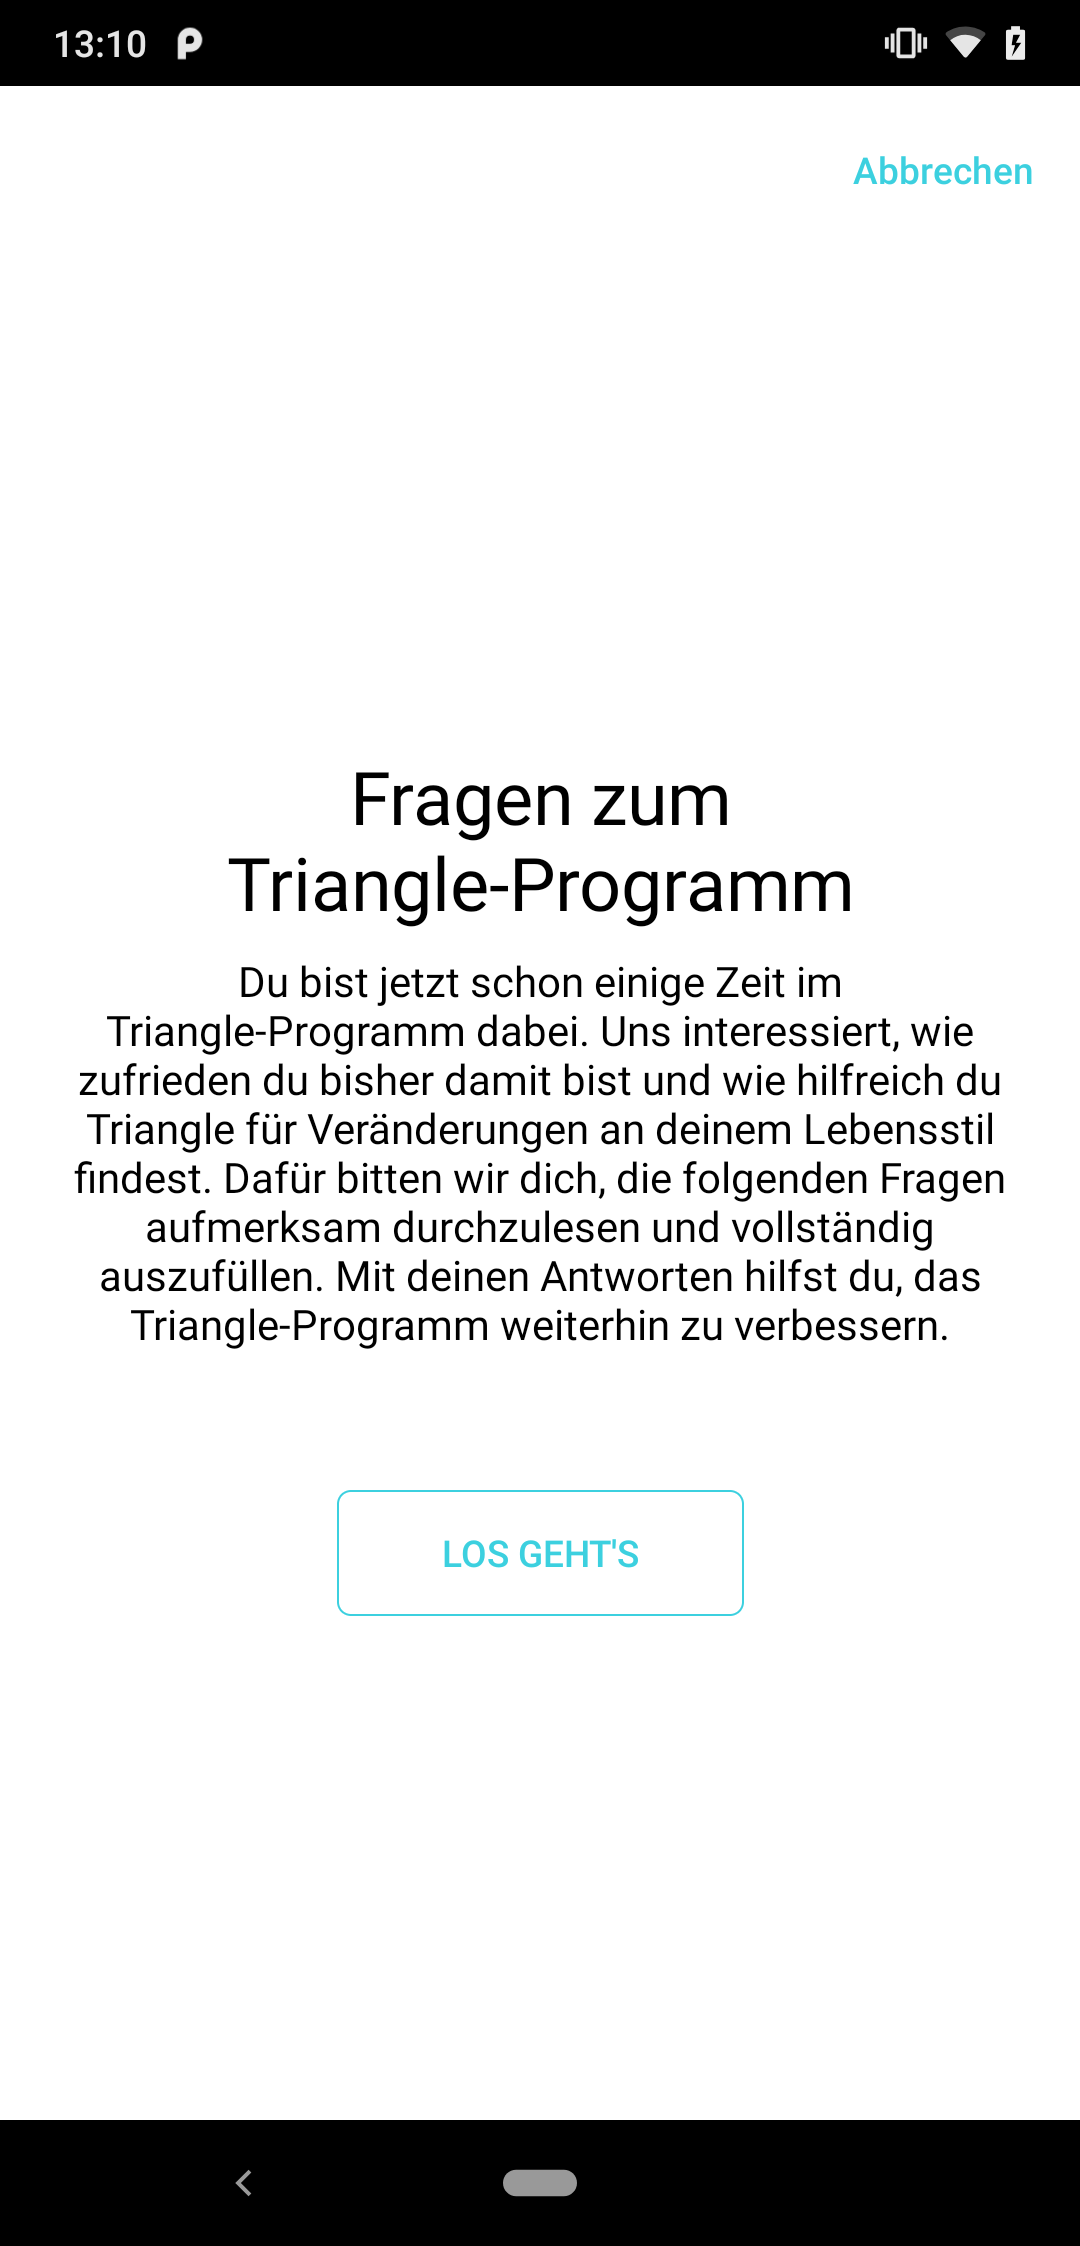 13:10
Abbrechen
Fragen zum
Triangle-Programm
Du bist jetzt schon einige Zeit im
Triangle-Programm dabei. Uns interessiert, wie
zufrieden du bisher damit bist und wie hilfreich du
Triangle für Veränderungen an deinem Lebensstil
findest. Dafür bitten wir dich, die folgenden Fragen
aufmerksam durchzulesen und vollständig
auszufüllen. Mit deinen Antworten hilfst du, das
Triangle-Programm weiterhin zu verbessern.
LOS GEHT'S